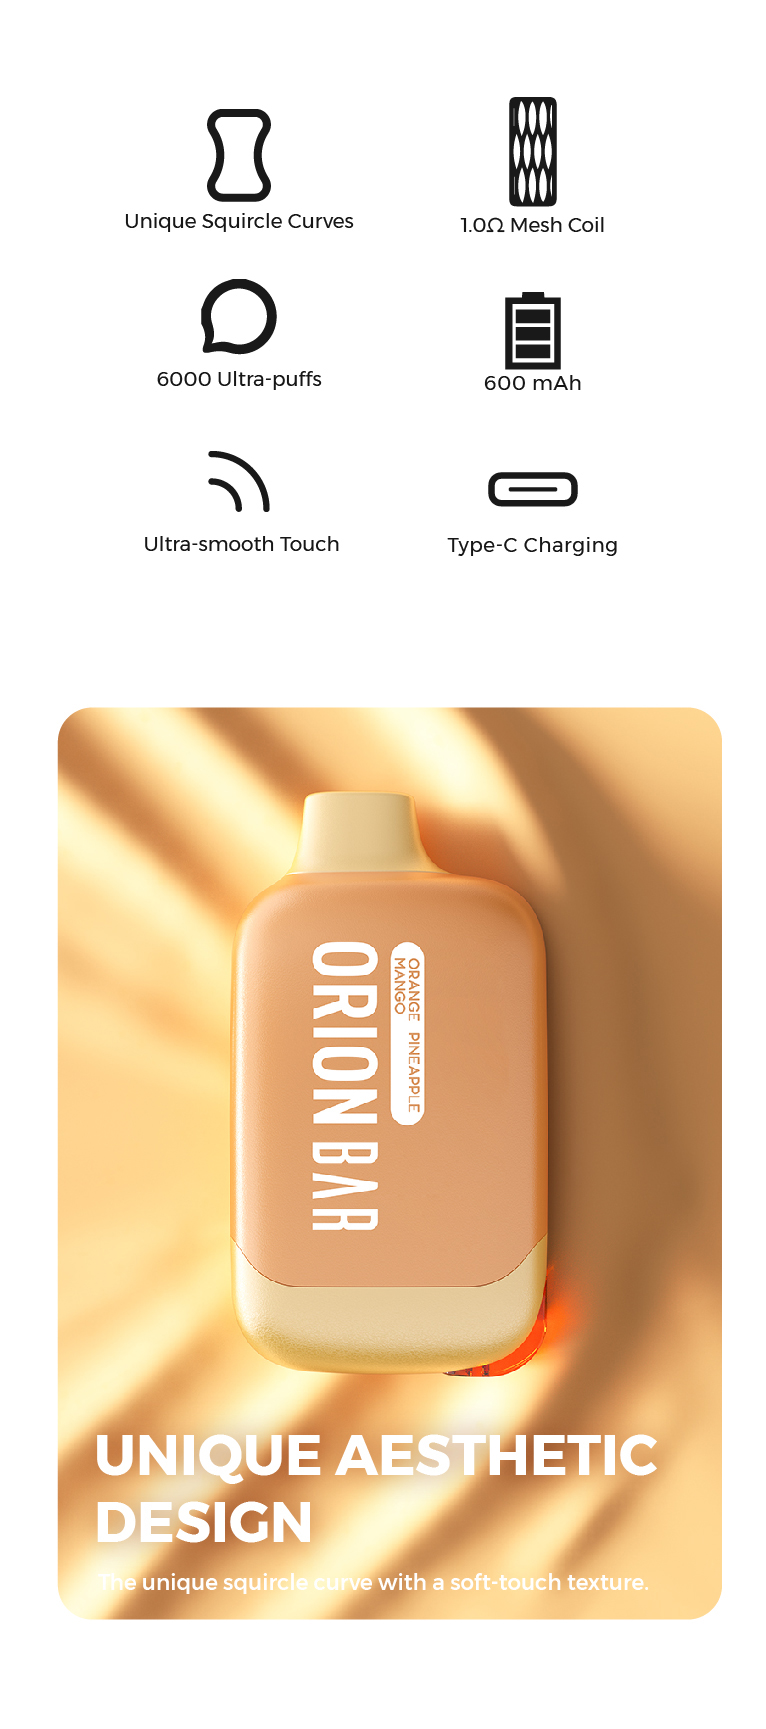 Unique Squircle Curves
1.0Ω Mesh Coil
6000 Ultra-puffs
600 mAh
Ultra-smooth Touch
Type-C Charging
ORANGE PINEAPPLE
MANGO
ORION BAR
UNIQUE AESTHETIC
DESIGN
The unique squircle curve with a soft-touch texture.